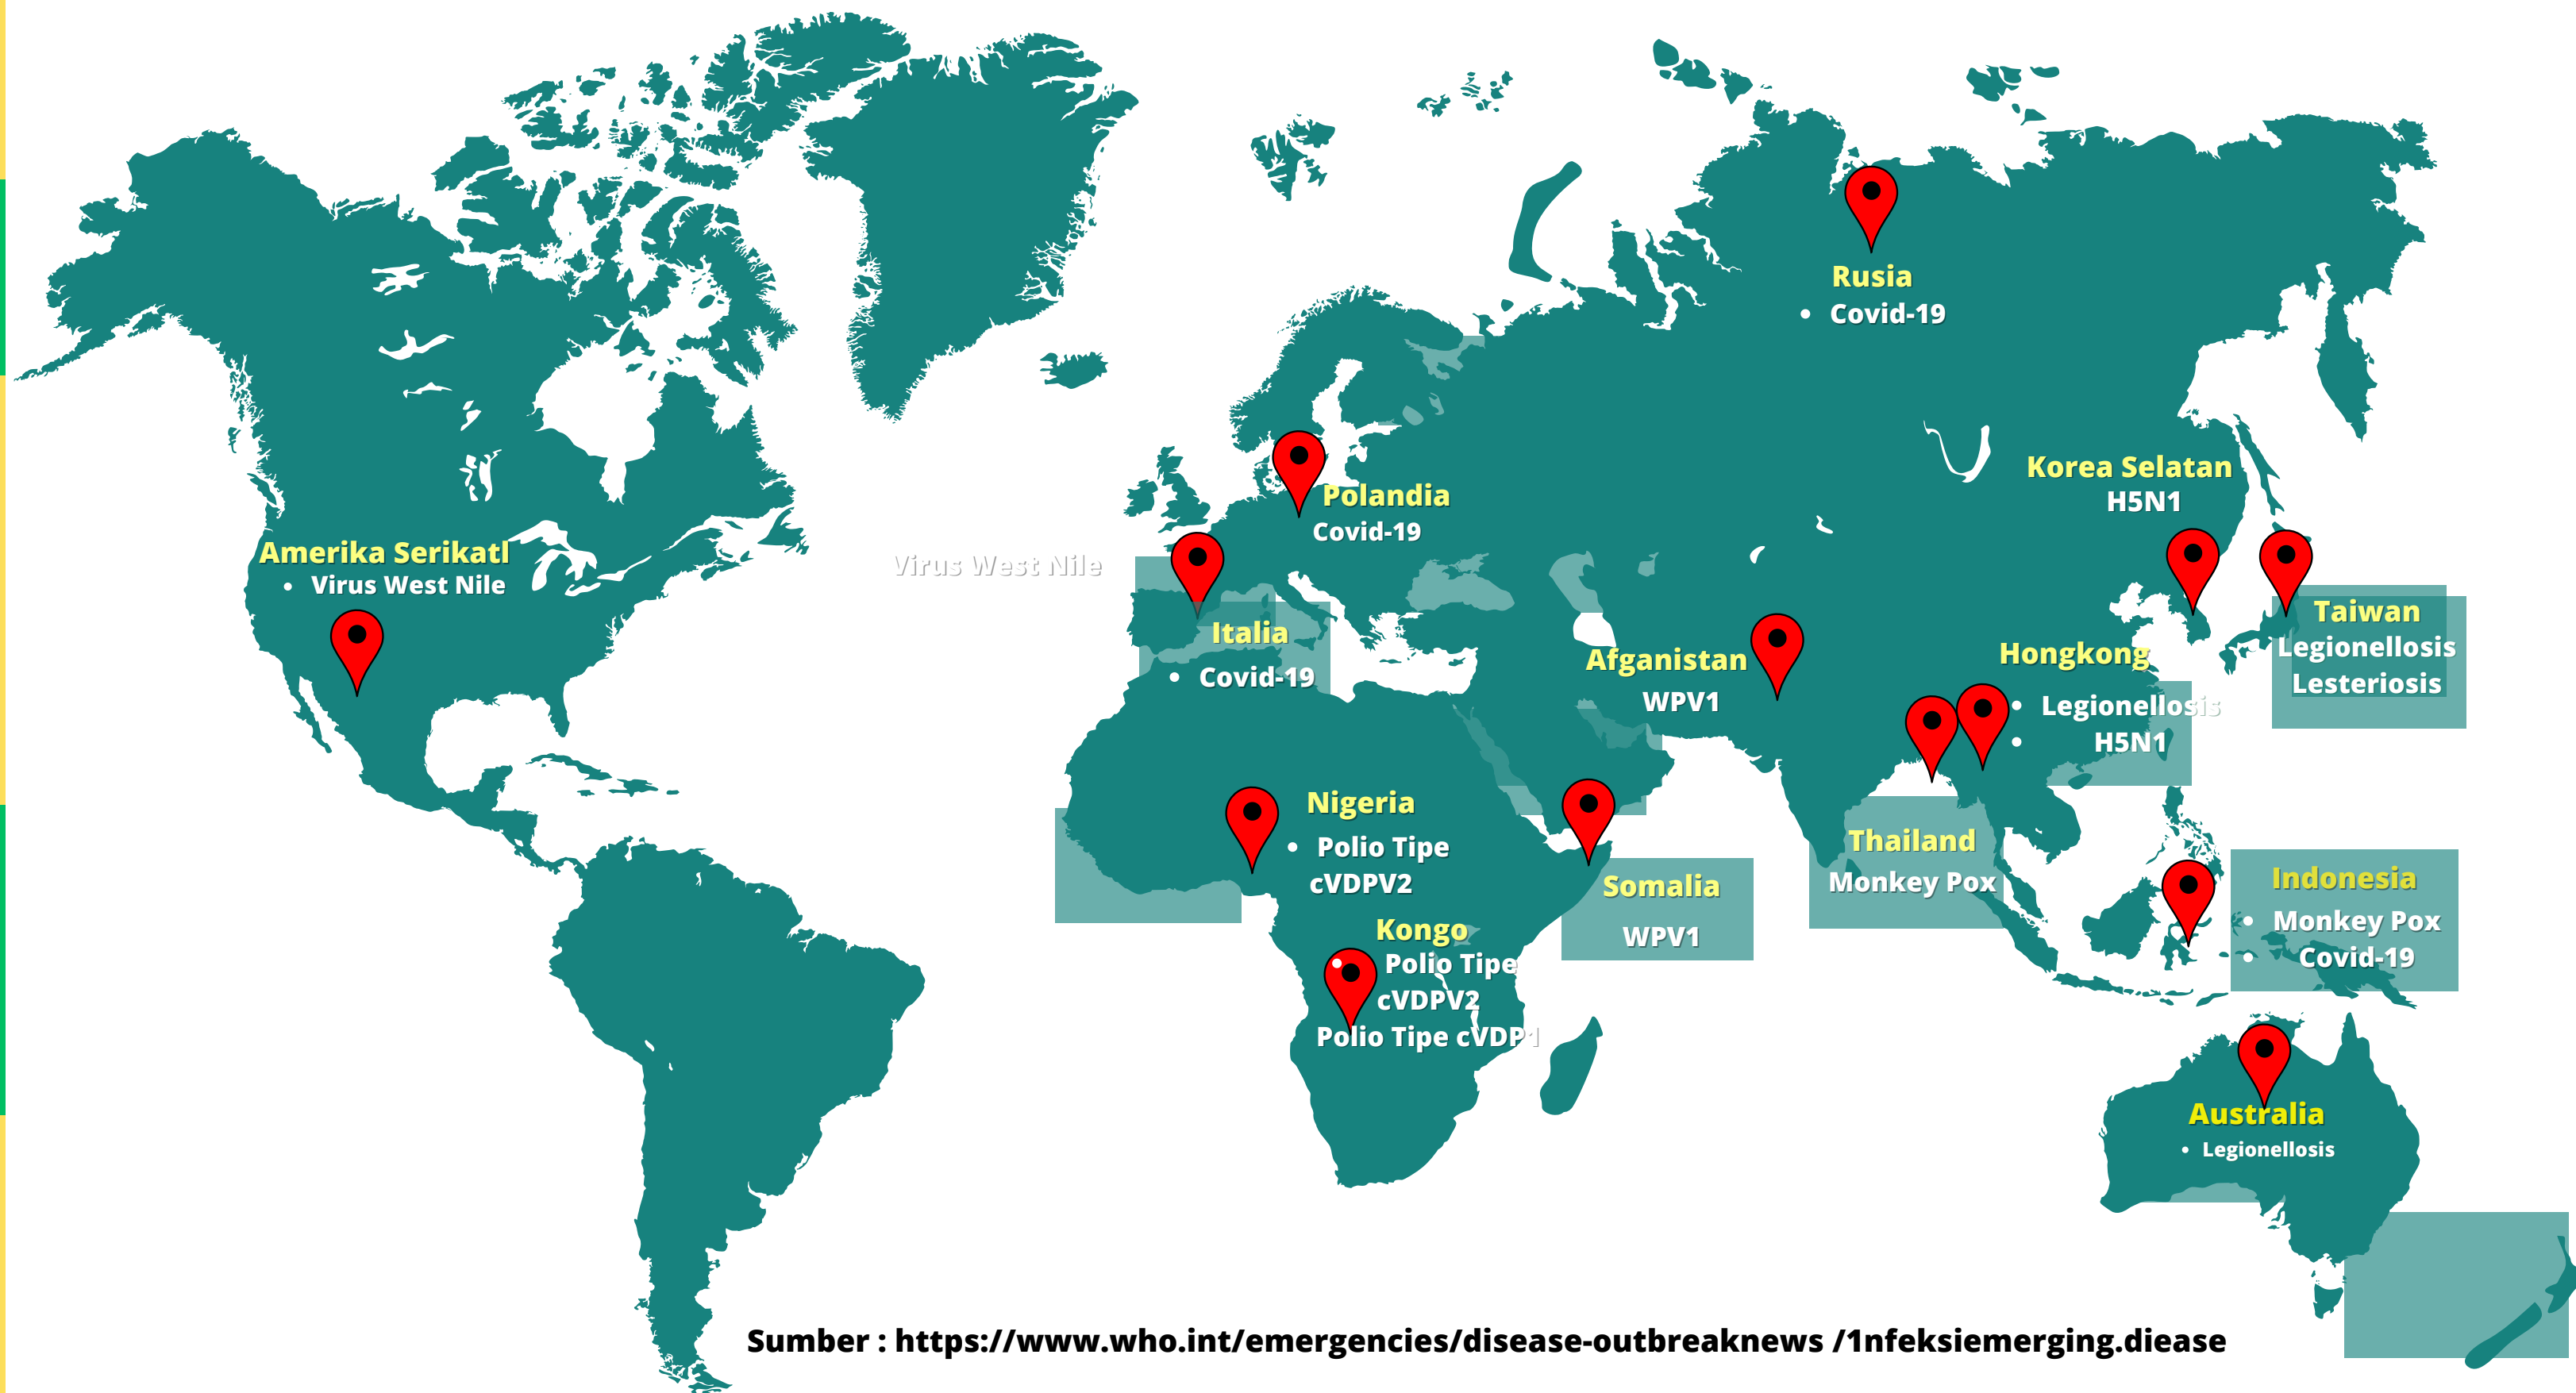 Rusia
• Covid-19
Korea Selatan
H5N1
Polandia
Covid-19
Amerika Serikatl
• Virus West Nile
Virus West Nile
Italia
• Covid-19
Afganistan
WPV1
Hongkong
• Legionellosis
• H5N1
Taiwan
Legionellosis
Lesteriosis
Nigeria
• Polio Tipe
cVDPV2
Kongo
• Polio Tipe
cVDPV2
Polio Tipe cVDP1
Somalia
WPV1
Thailand
Monkey Pox
Indonesia
• Monkey Pox
• Covid-19
Australia
• Legionellosis
Sumber : https://www.who.int/emergencies/disease-outbreaknews /1nfeksiemerging.diease